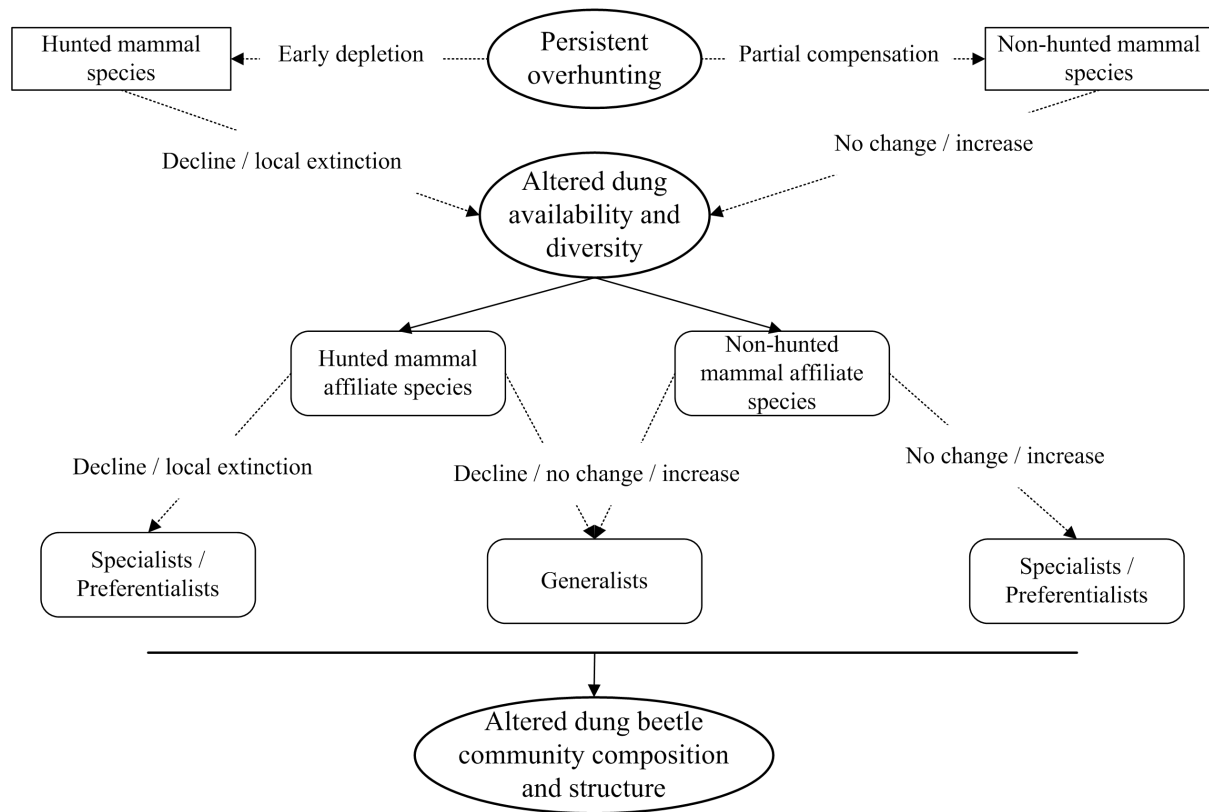 Hunted mammal
species
Early depletion
Persistent
overhunting
Partial compensation
Non-hunted mammal
species
Decline / local extinction
No change / increase
Altered dung
availability and
diversity
Hunted mammal
affiliate species
Non-hunted
mammal affiliate
species
Decline / local extinction
Decline / no change / increase
No change / increase
Specialists /
Preferentialists
Generalists
Specialists /
Preferentialists
Altered dung beetle
community composition
and structure